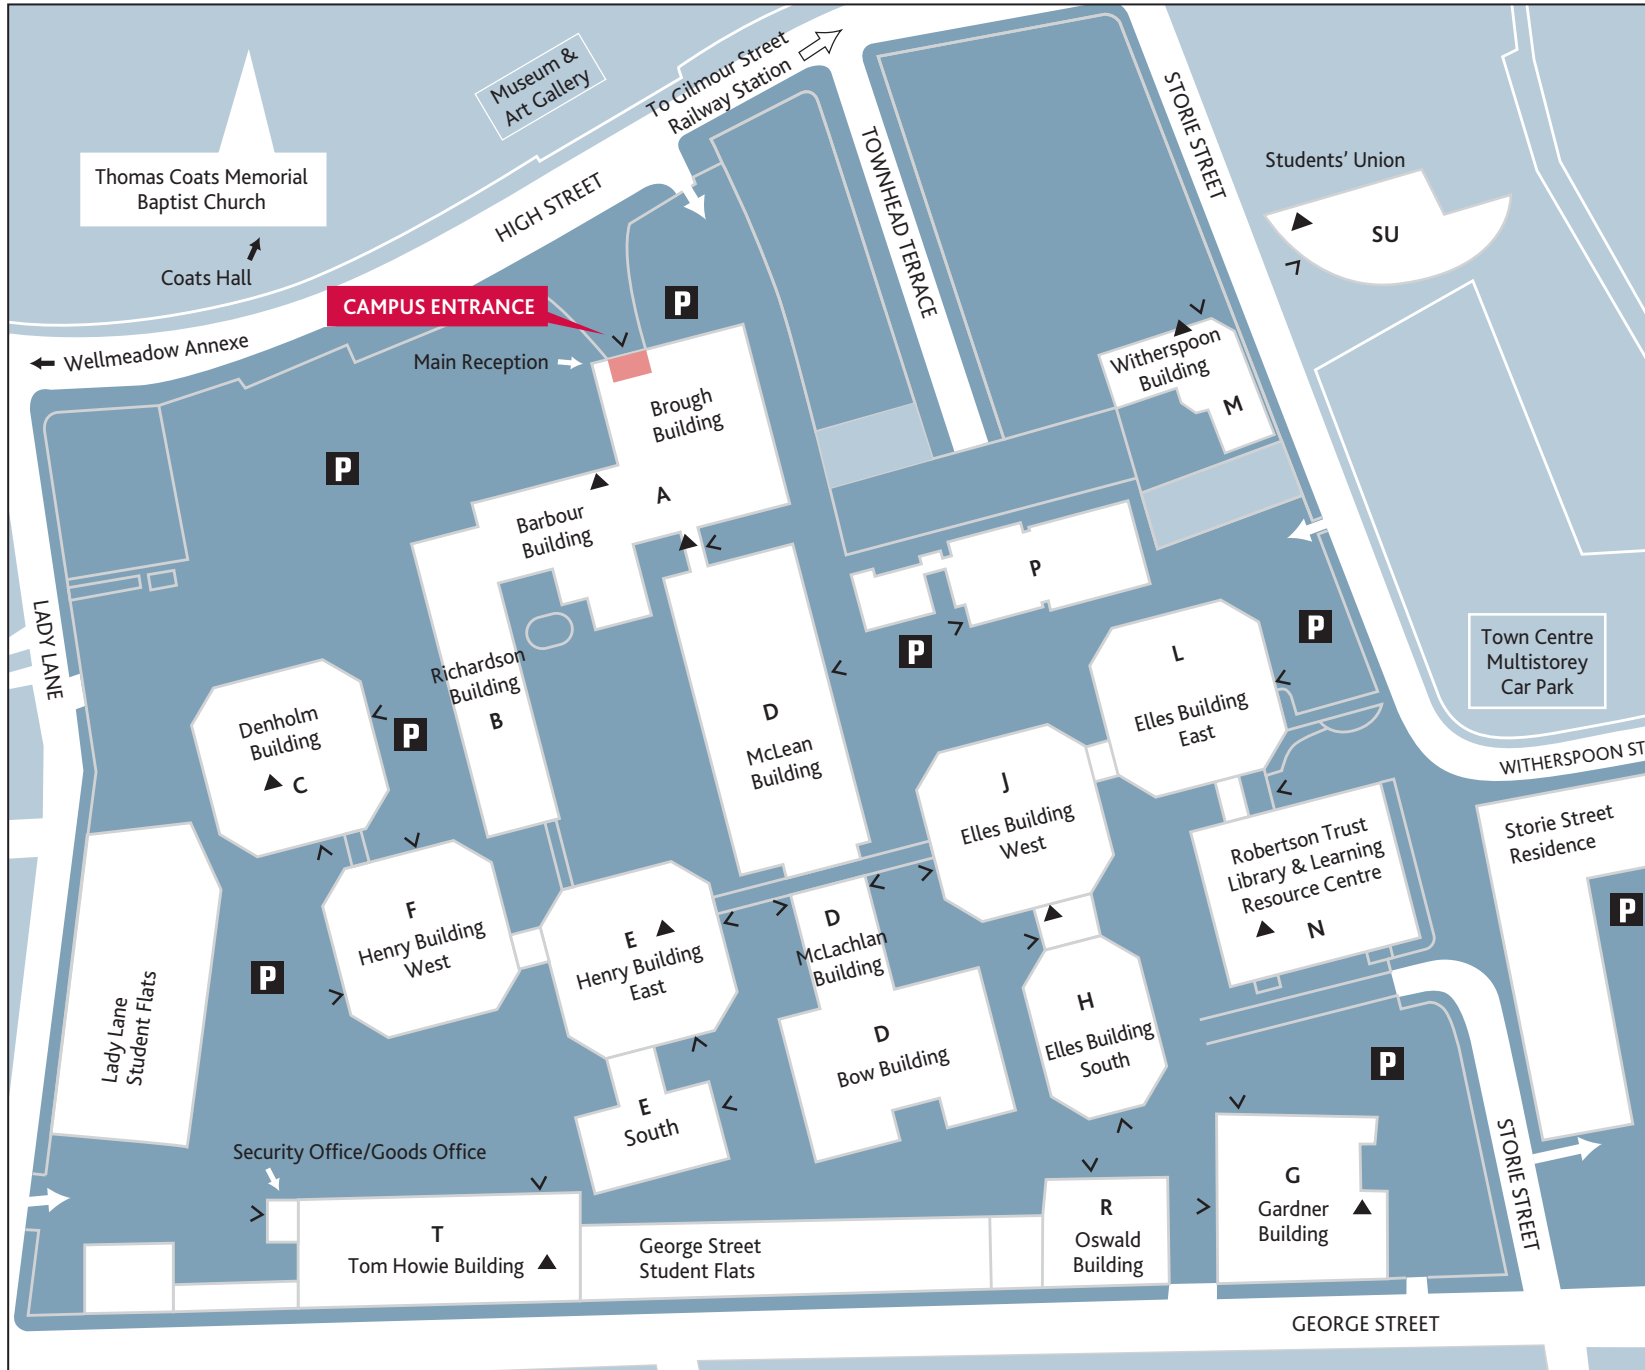 Museum &
Art Gallery
To Gilmour Street
Railway Station
STORIE STREET
TOWNHEAD TERRACE
Students' Union
SU
Thomas Coats Memorial
Baptist Church
Coats Hall
HIGH STREET
CAMPUS ENTRANCE
P
Main Reception
Wellmeadow Annexe
Witherspoon
Building
M
Brough
Building
P
A
Barbour
Building
P
P
P
P
LADY LANE
Town Centre
Multistorey
Car Park
L
Elles Building
East
Richardson
Building
B
Denholm
Building
C
P
D
McLean
Building
WITHERSPOON ST
J
Elles Building
West
Storie Street
Residence
P
Robertson Trust
Library & Learning
Resource Centre
N
F
Henry Building
West
E
Henry Building
East
D
McLachlan
Building
P
Lady Lane
Student Flats
H
Elles Building
South
D
Bow Building
P
E
South
Security Office/Goods Office
STORIE STREET
T
Tom Howie Building
George Street
Student Flats
R
Oswald
Building
G
Gardner
Building
GEORGE STREET